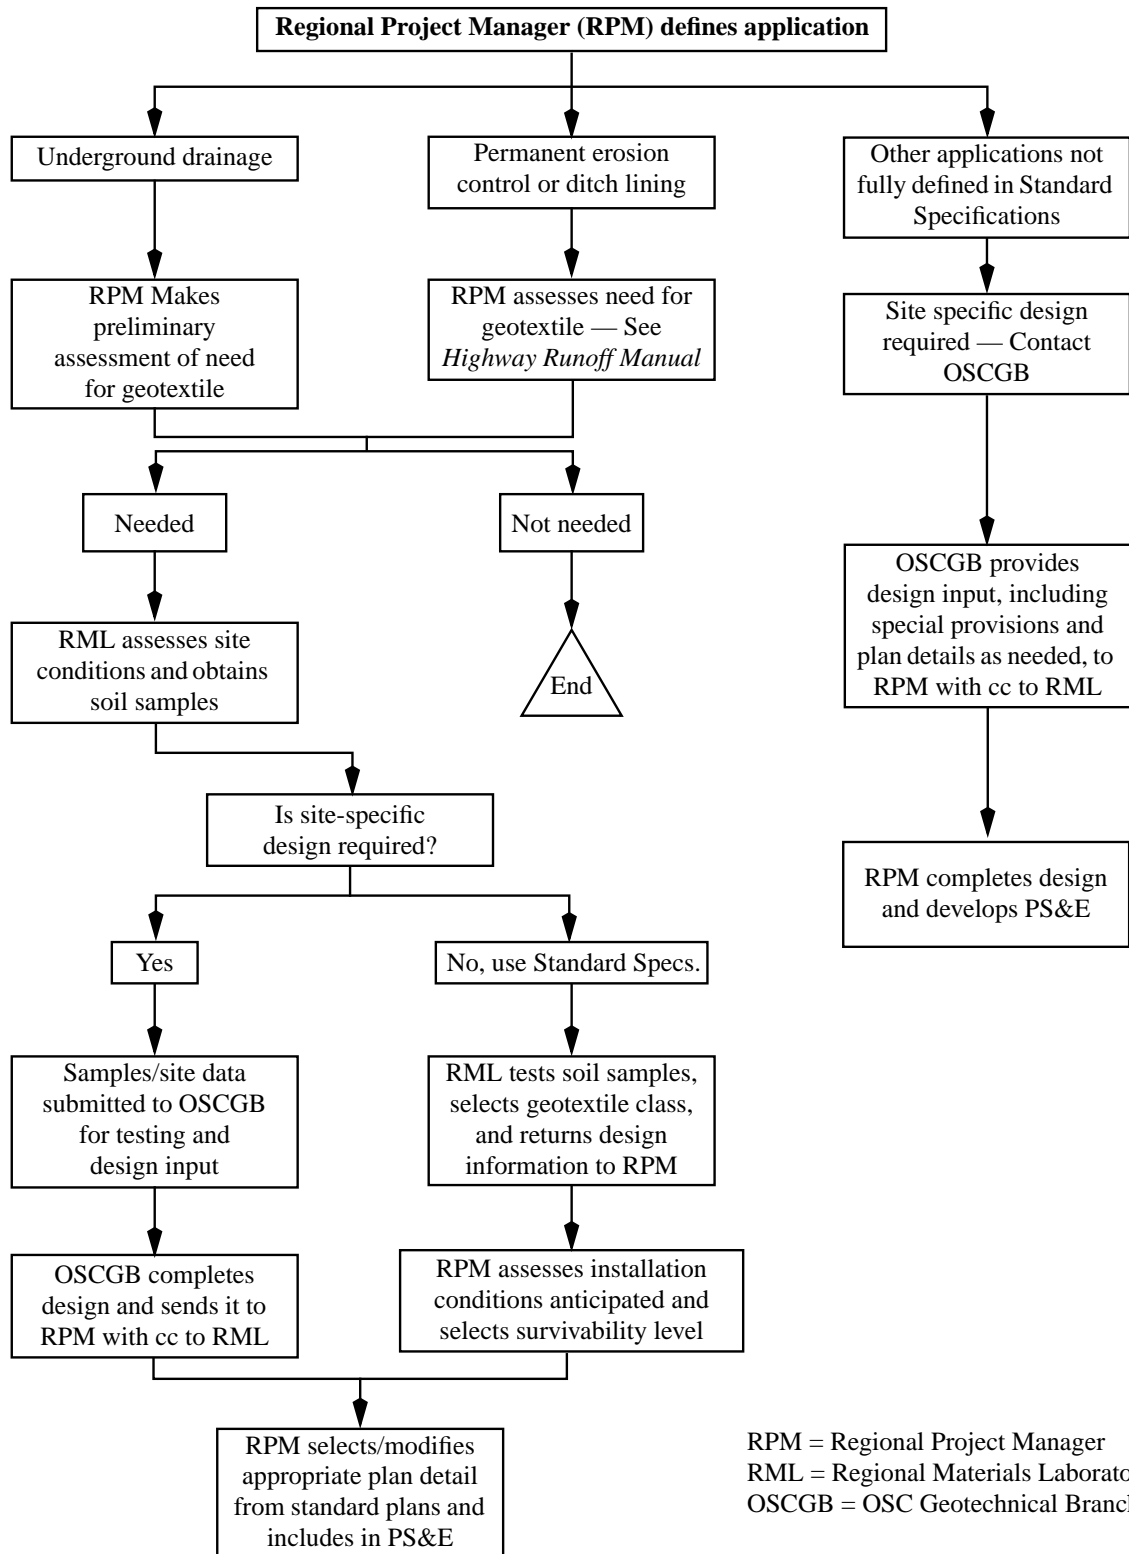 Regional Project Manager (RPM) defines application
Underground drainage
Permanent erosion
control or ditch lining
Other applications not
fully defined in Standard
Specifications
RPM Makes
preliminary
assessment of need
for geotextile
RPM assesses need for
geotextile — See
Highway Runoff Manual
Site specific design
required — Contact
OSCGB
Needed
Not needed
OSCGB provides
design input, including
special provisions and
plan details as needed, to
RPM with cc to RML
RML assesses site
conditions and obtains
soil samples
End
Is site-specific
design required?
RPM completes design
and develops PS&E
Yes
No, use Standard Specs.
Samples/site data
submitted to OSCGB
for testing and
design input
RML tests soil samples,
selects geotextile class,
and returns design
information to RPM
OSCGB completes
design and sends it to
RPM with cc to RML
RPM assesses installation
conditions anticipated and
selects survivability level
RPM selects/modifies
appropriate plan detail
from standard plans and
includes in PS&E
RPM = Regional Project Manager
RML = Regional Materials Laborato
OSCGB = OSC Geotechnical Branc